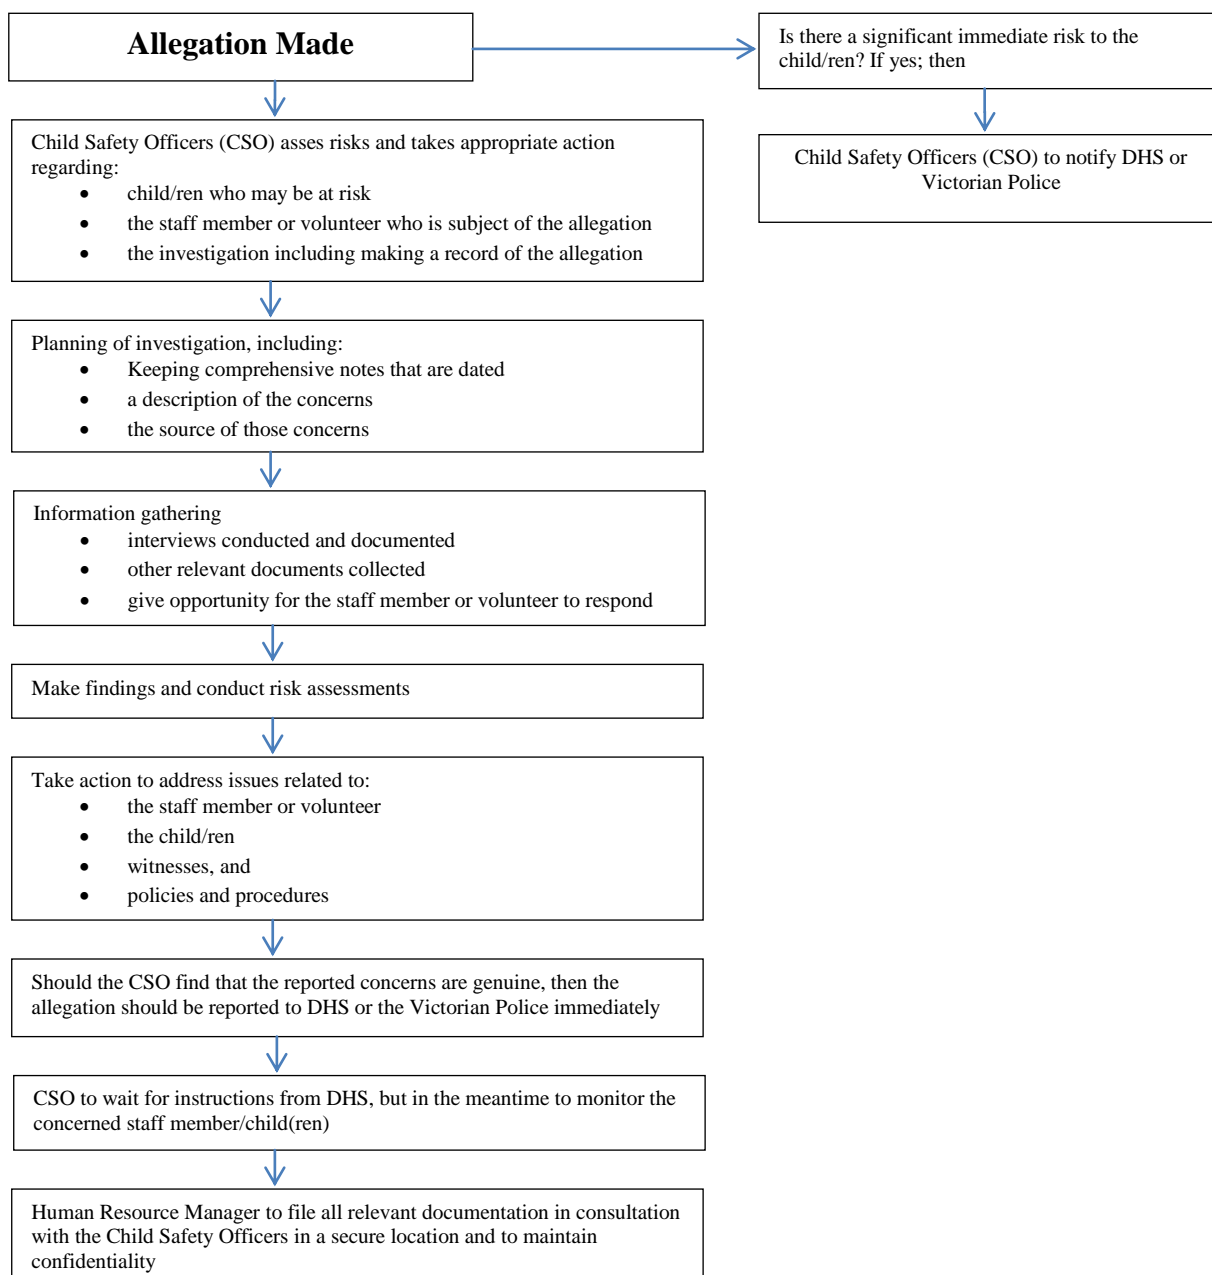 Allegation Made
Is there a significant immediate risk to the
child/ren? If yes; then
Child Safety Officers (CSO) to notify DHS or
Victorian Police
Child Safety Officers (CSO) asses risks and takes appropriate action
regarding:
• child/ren who may be at risk
• the staff member or volunteer who is subject of the allegation
• the investigation including making a record of the allegation
Planning of investigation, including:
• Keeping comprehensive notes that are dated
• a description of the concerns
• the source of those concerns
Information gathering
• interviews conducted and documented
• other relevant documents collected
• give opportunity for the staff member or volunteer to respond
Make findings and conduct risk assessments
Take action to address issues related to:
• the staff member or volunteer
• the child/ren
• witnesses, and
• policies and procedures
Should the CSO find that the reported concerns are genuine, then the
allegation should be reported to DHS or the Victorian Police immediately
CSO to wait for instructions from DHS, but in the meantime to monitor the
concerned staff member/child(ren)
Human Resource Manager to file all relevant documentation in consultation
with the Child Safety Officers in a secure location and to maintain
confidentiality